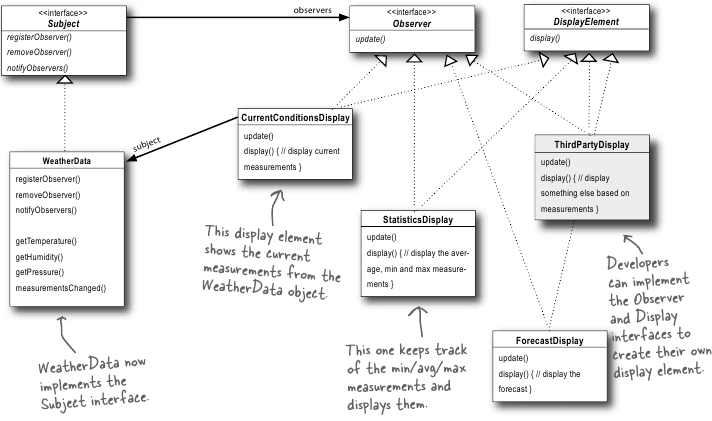 <<interface>>
Subject
registerObserver()
removeObserver()
notifyObservers()
observers
<<interface>>
Observer
update()
<<interface>>
DisplayElement
display()
subject
WeatherData
registerObserver()
removeObserver()
notifyObservers()
getTemperature()
getHumidity()
getPressure()
measurementsChanged()
WeatherData now
implements the
Subject interface.
CurrentConditionsDisplay
update()
display() { // display current
measurements }
This display element
shows the current
measurements from the
WeatherData object.
StatisticsDisplay
update()
display() { // display the aver-
age, min and max measure-
ments }
This one keeps track
of the min/avg/max
measurements and
displays them.
ThirdPartyDisplay
update()
display() { // display
something else based on
measurements }
Developers
can implement
the Observer
and Display
interfaces to
create their own
display element.
ForecastDisplay
update()
display() { // display the
forecast }